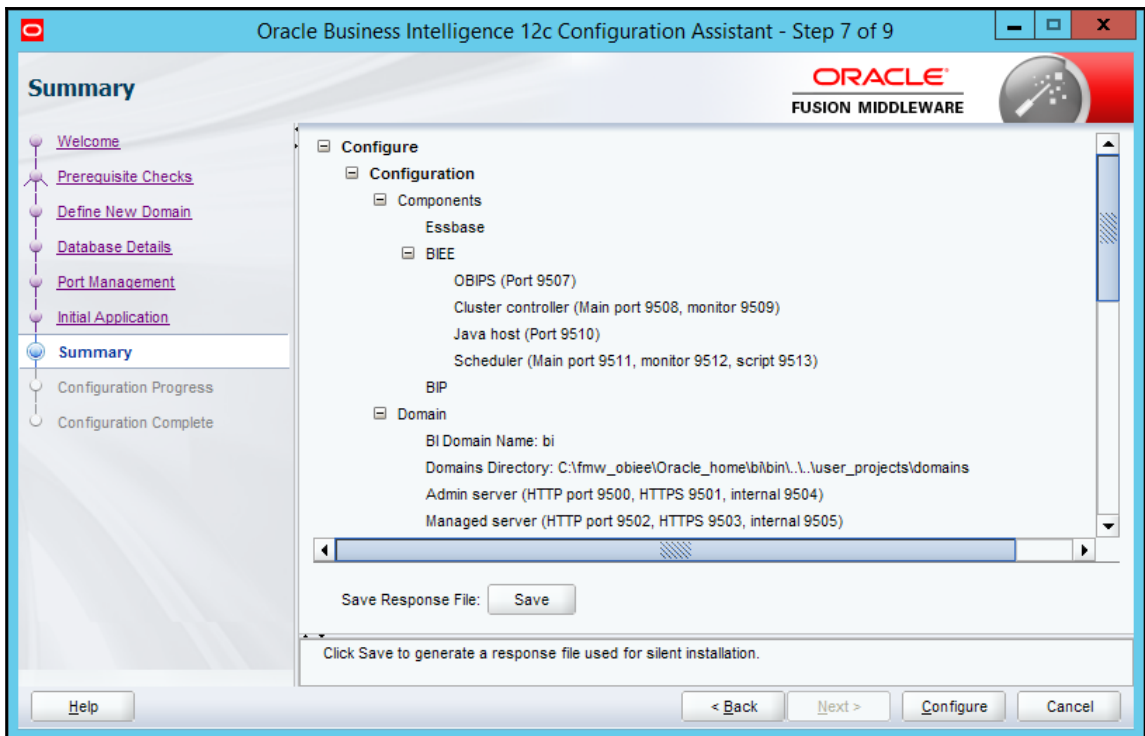 Oracle Business Intelligence 12c Configuration Assistant - Step 7 of 9
Summary
ORACLE
FUSION MIDDLEWARE
Welcome
Prerequisite Checks
Define New Domain
Database Details
Port Management
Initial Application
Summary
Configuration Progress
Configuration Complete
Configure
Configuration
Components
Essbase
BIEE
OBIPS (Port 9507)
Cluster controller (Main port 9508, monitor 9509)
Java host (Port 9510)
Scheduler (Main port 9511, monitor 9512, script 9513)
BIP
Domain
BI Domain Name: bi
Domains Directory: C:\fmw_obiee\Oracle_home\bi\bin\..\..\user_projects\domains
Admin server (HTTP port 9500, HTTPS 9501, internal 9504)
Managed server (HTTP port 9502, HTTPS 9503, internal 9505)
Save Response File: Save
Click Save to generate a response file used for silent installation.
Help < Back Next > Configure Cancel